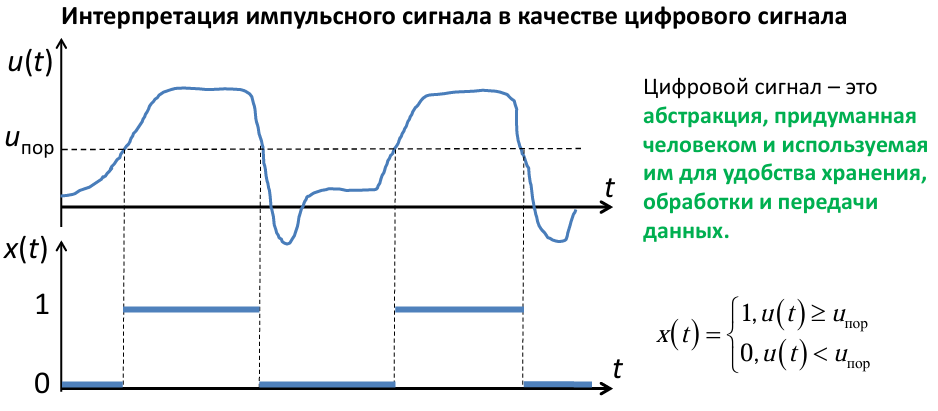 Интерпретация импульсного сигнала в качестве цифрового сигнала
u(t)
uпор
t
x(t)
1
0
t
Цифровой сигнал – это
абстракция, придуманная
человеком и используемая
им для удобства хранения,
обработки и передачи
данных.
x(t) = {1, u(t) ≥ uпор
0, u(t) < uпор